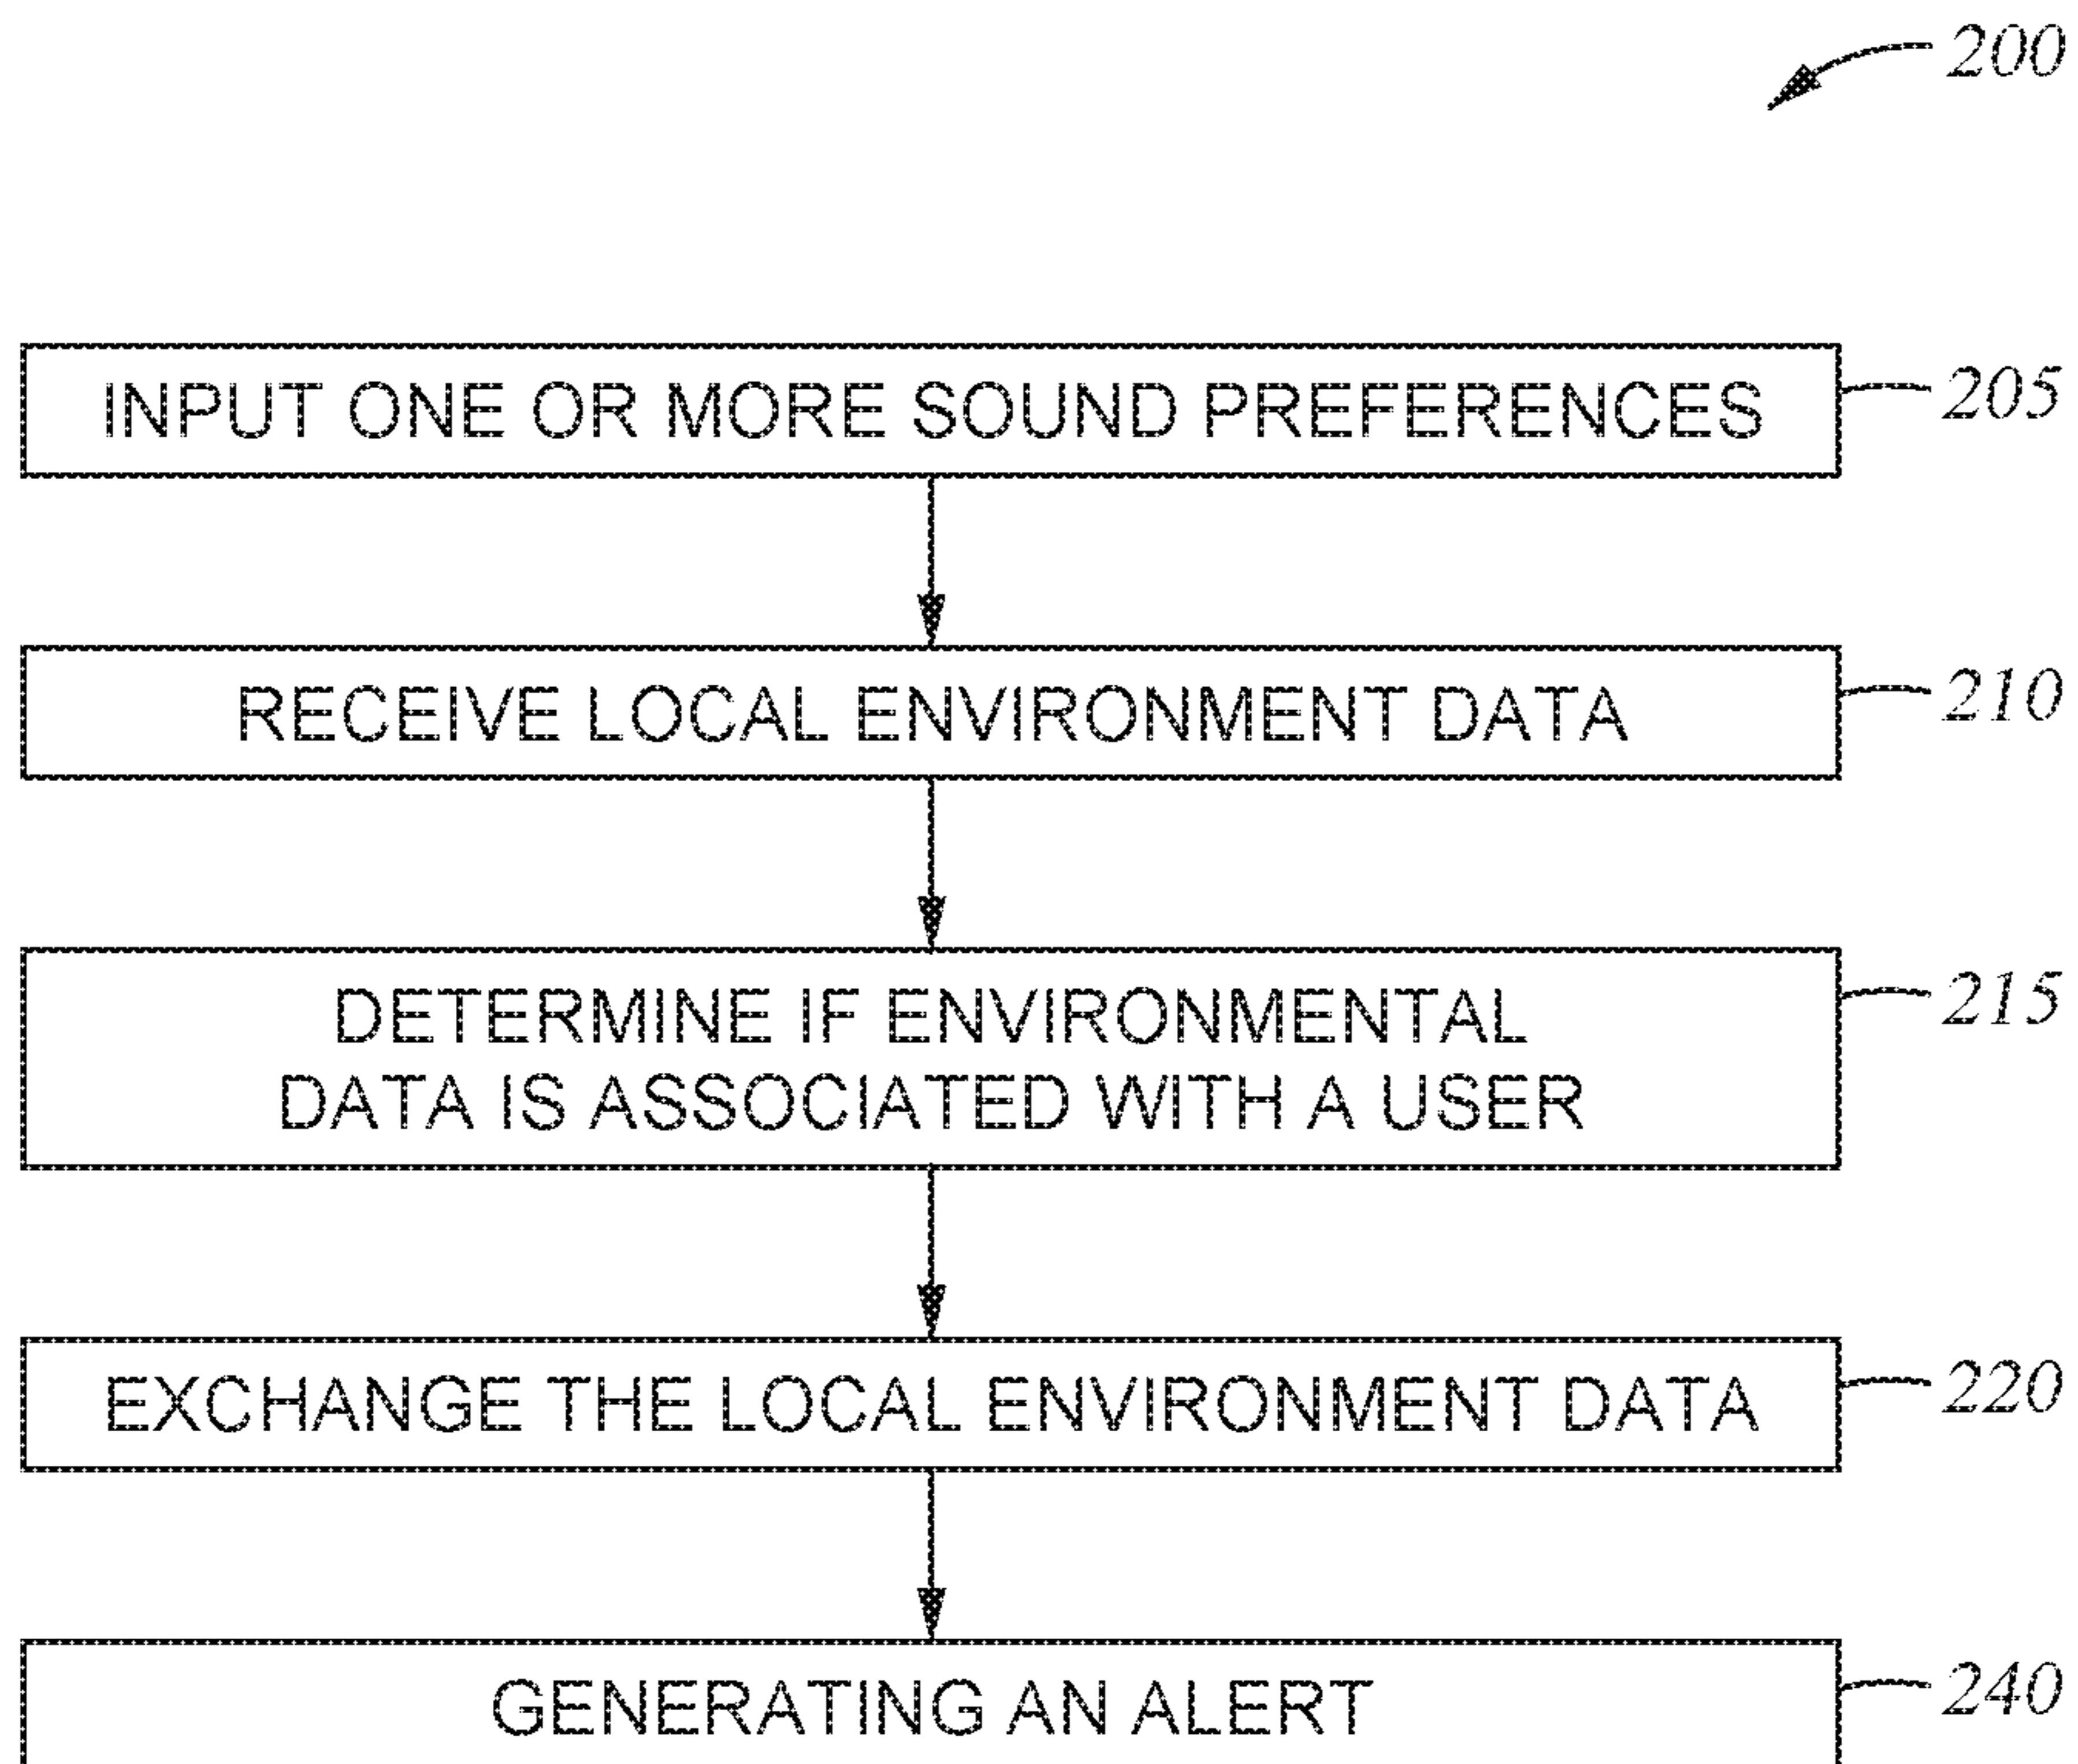 200
INPUT ONE OR MORE SOUND PREFERENCES 205
RECEIVE LOCAL ENVIRONMENT DATA 210
DETERMINE IF ENVIRONMENTAL 215
DATA IS ASSOCIATED WITH A USER
EXCHANGE THE LOCAL ENVIRONMENT DATA 220
GENERATING AN ALERT 240